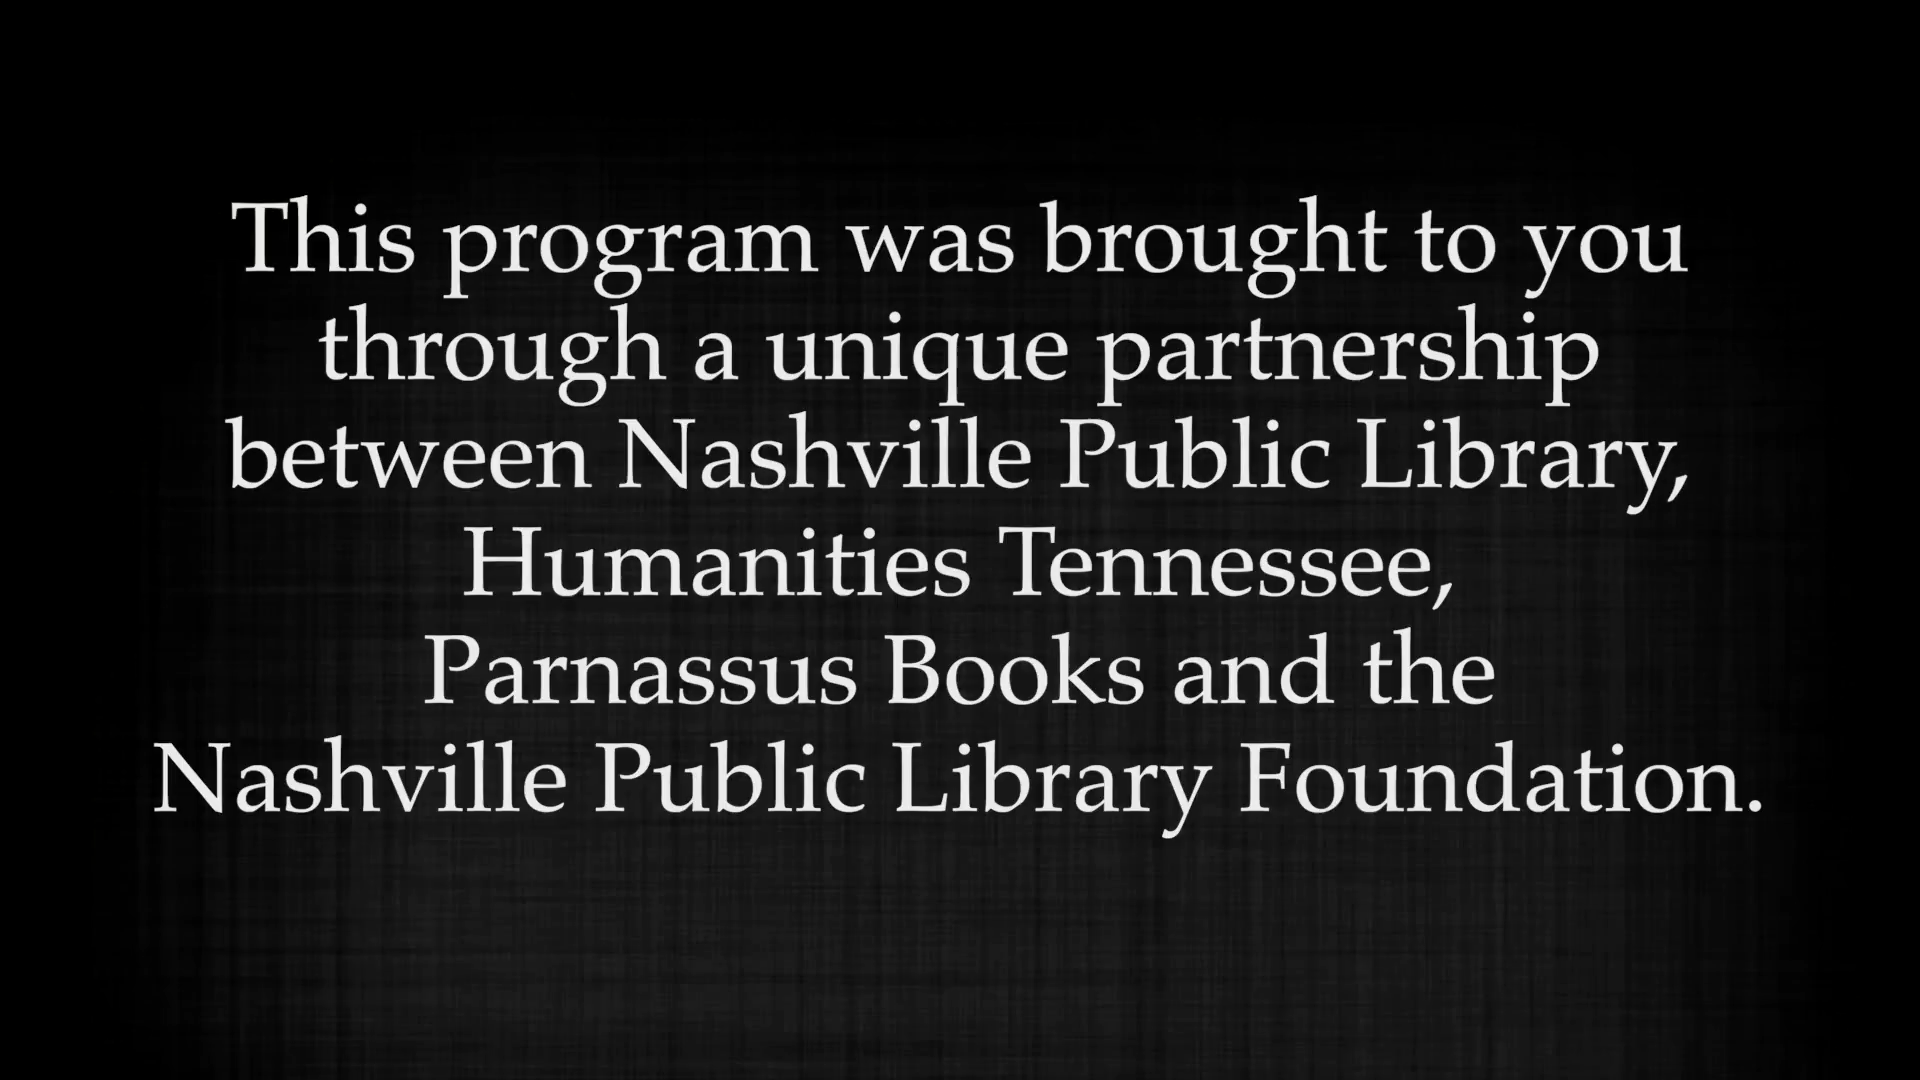 This program was brought to you
through a unique partnership
between Nashville Public Library,
Humanities Tennessee,
Parnassus Books and the
Nashville Public Library Foundation.